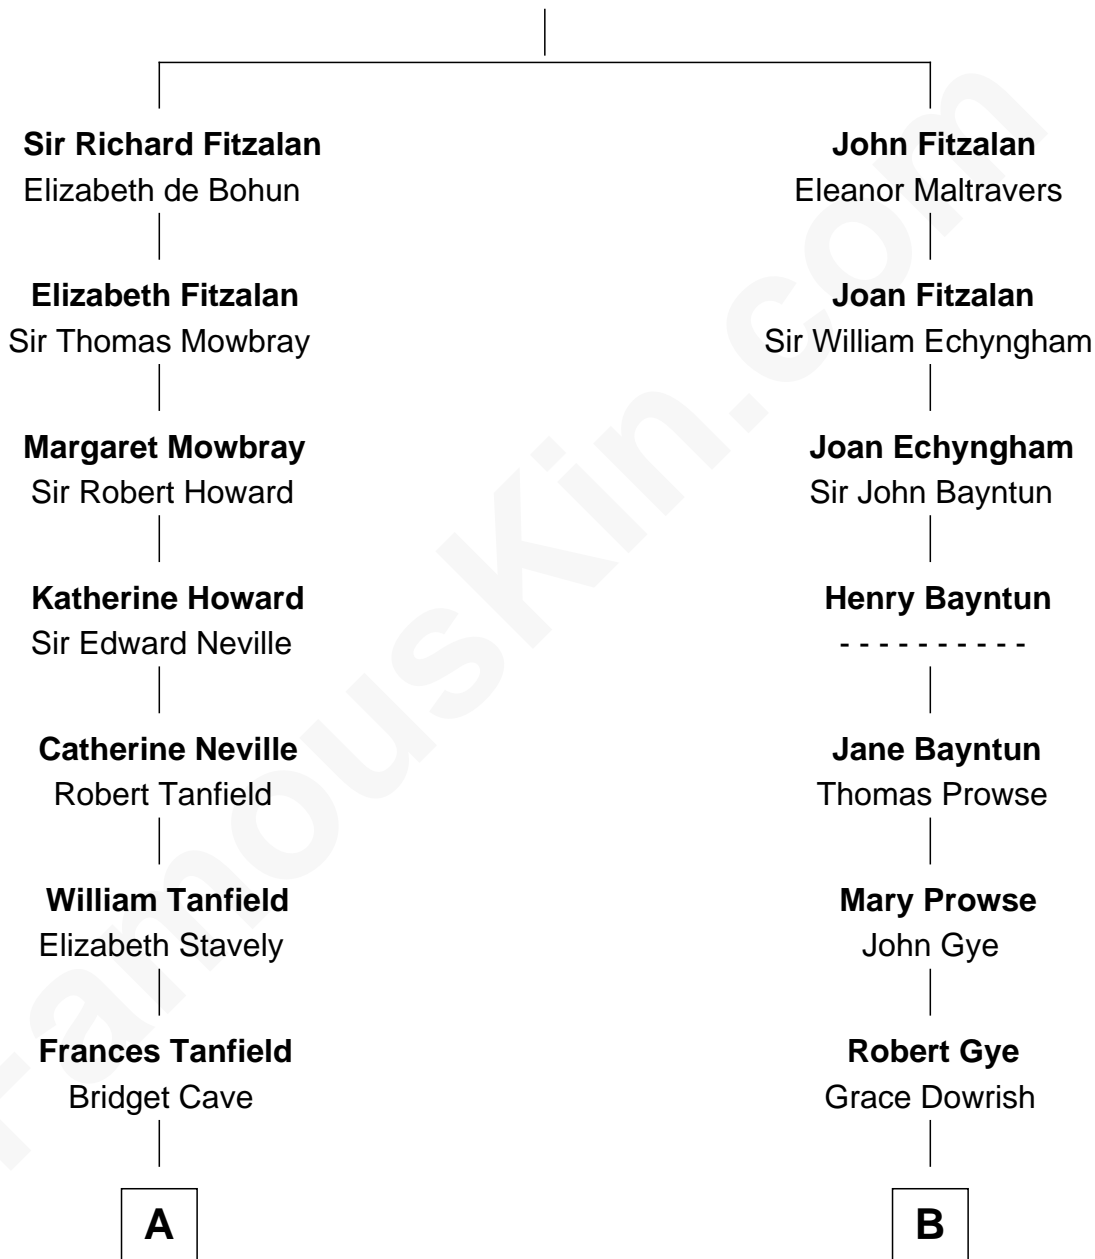 Sir Richard Fitzalan
Elizabeth de Bohun
Elizabeth Fitzalan
Sir Thomas Mowbray
Margaret Mowbray
Sir Robert Howard
Katherine Howard
Sir Edward Neville
Catherine Neville
Robert Tanfield
William Tanfield
Elizabeth Stavely
Frances Tanfield
Bridget Cave
A
John Fitzalan
Eleanor Maltravers
Joan Fitzalan
Sir William Echyngham
Joan Echyngham
Sir John Bayntun
Henry Bayntun
- - - - - - - - - -
Jane Bayntun
Thomas Prowse
Mary Prowse
John Gye
Robert Gye
Grace Dowrish
B
FamousKin.com